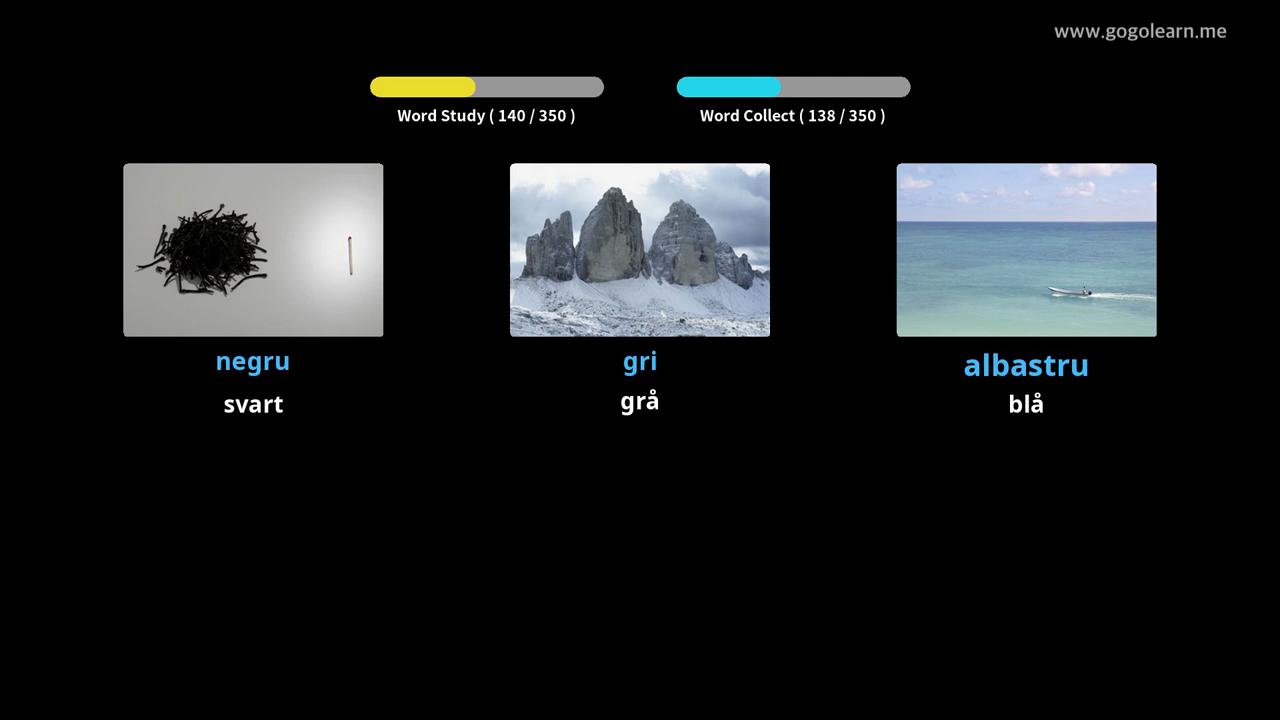 www.gogolearn.me
Word Study ( 140 / 350 )
Word Collect ( 138 / 350 )
negru
svart
gri
grå
albastru
blå